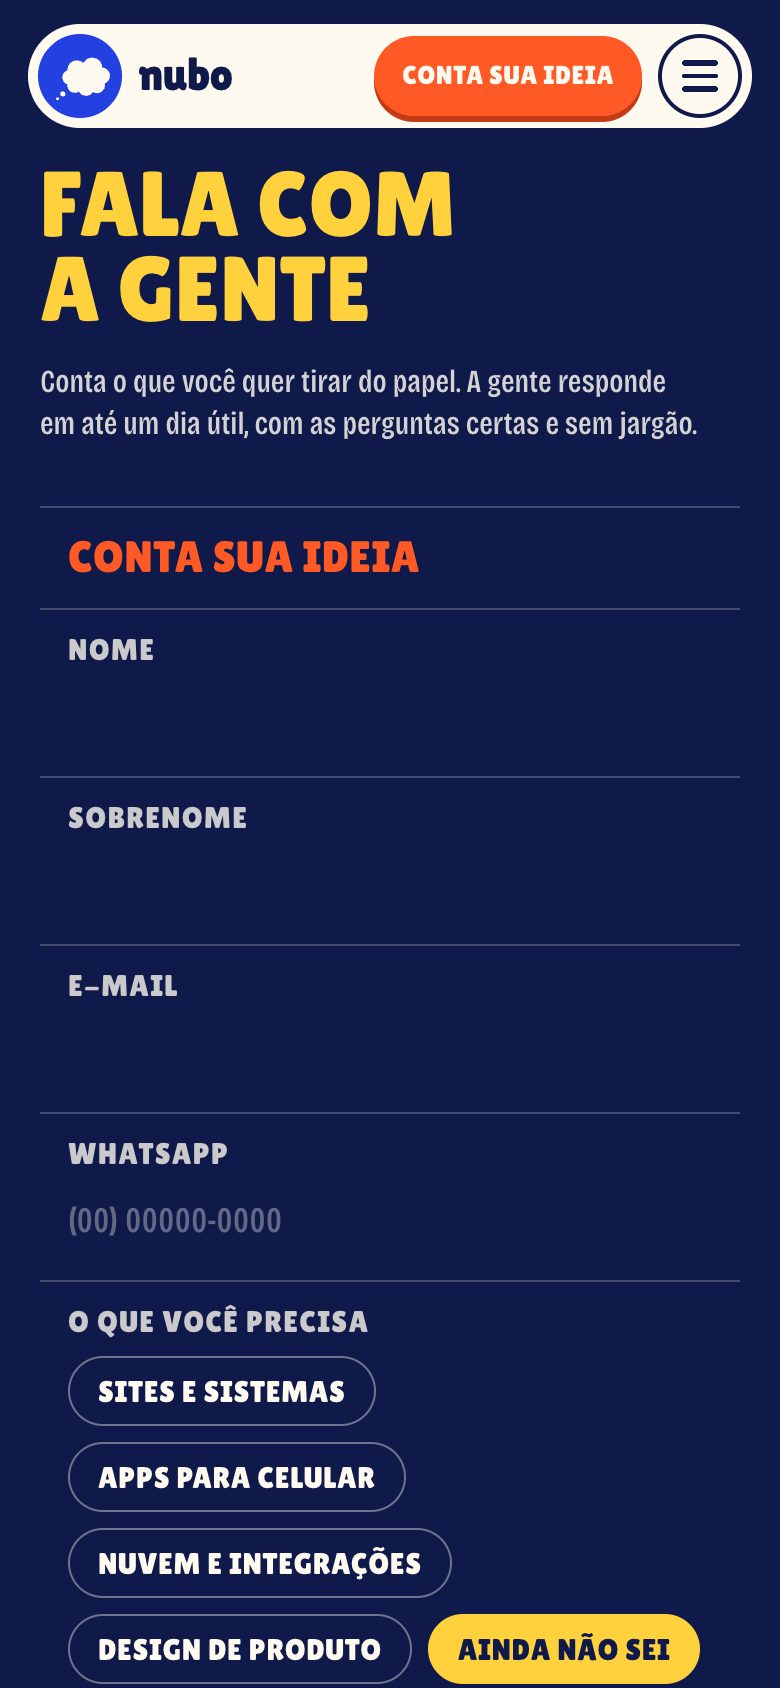 nubo
CONTA SUA IDEIA
FALA COM
A GENTE
Conta o que você quer tirar do papel. A gente responde
em até um dia útil, com as perguntas certas e sem jargão.
CONTA SUA IDEIA
NOME
SOBRENOME
E-MAIL
WHATSAPP
(00) 00000-0000
O QUE VOCÊ PRECISA
SITES E SISTEMAS
APPS PARA CELULAR
NUVEM E INTEGRAÇÕES
DESIGN DE PRODUTO
AINDA NÃO SEI